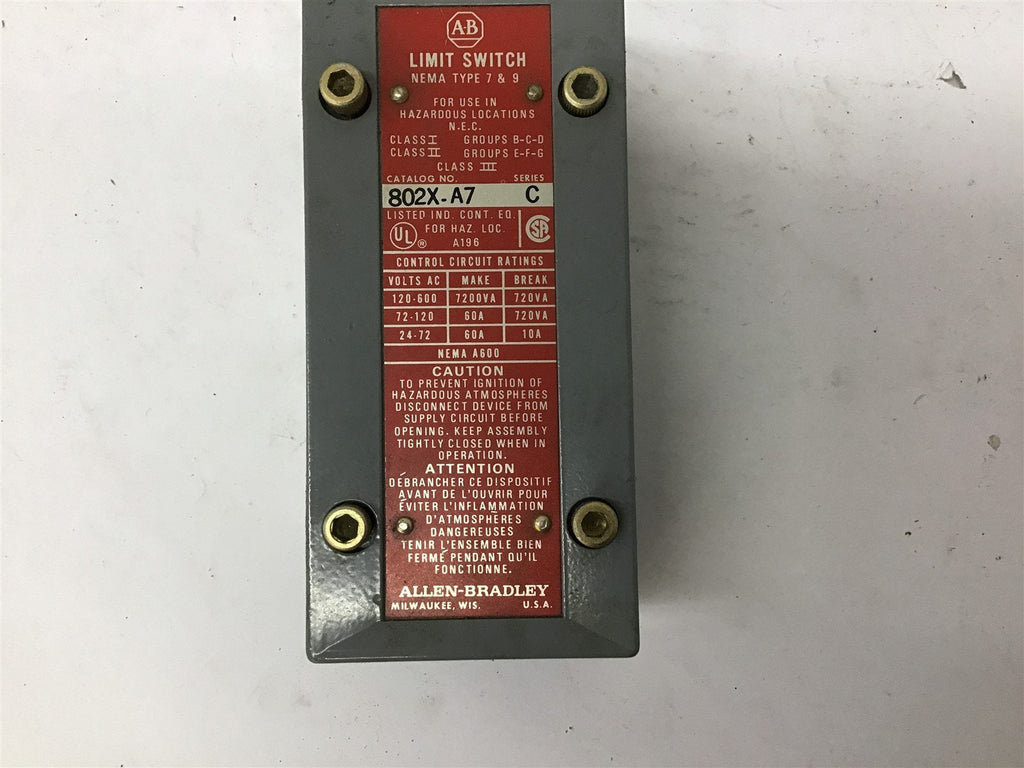 A-B
LIMIT SWITCH
NEMA TYPE 7 & 9
FOR USE IN
HAZARDOUS LOCATIONS
N.E.C.
CLASS I GROUPS B-C-D
CLASS II GROUPS E-F-G
CLASS III
CATALOG NO. SERIES
802X-A7 C
LISTED IND. CONT. EQ.
FOR HAZ. LOC.
A196
UL ®
CSA
CONTROL CIRCUIT RATINGS
VOLTS AC MAKE BREAK
120-600 7200VA 720VA
72-120 60A 720VA
24-72 60A 10A
NEMA A600
CAUTION
TO PREVENT IGNITION OF
HAZARDOUS ATMOSPHERES
DISCONNECT DEVICE FROM
SUPPLY CIRCUIT BEFORE
OPENING. KEEP ASSEMBLY
TIGHTLY CLOSED WHEN IN
OPERATION.
ATTENTION
DÉBRANCHER CE DISPOSITIF
AVANT DE L'OUVRIR POUR
ÉVITER L'INFLAMMATION
D'ATMOSPHÈRES
DANGEREUSES
TENIR L'ENSEMBLE BIEN
FERMÉ PENDANT QU'IL
FONCTIONNE.
ALLEN-BRADLEY
MILWAUKEE, WIS. U.S.A.